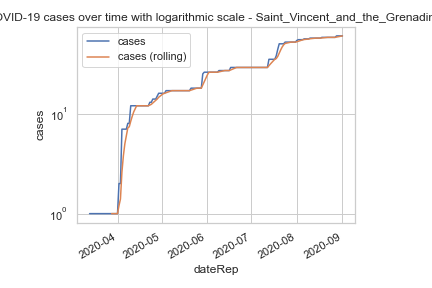 OVID-19 cases over time with logarithmic scale - Saint_Vincent_and_the_Grenadin
cases
cases (rolling)
10¹
10⁰
cases
2020-04
2020-05
2020-06
2020-07
2020-08
2020-09
dateRep